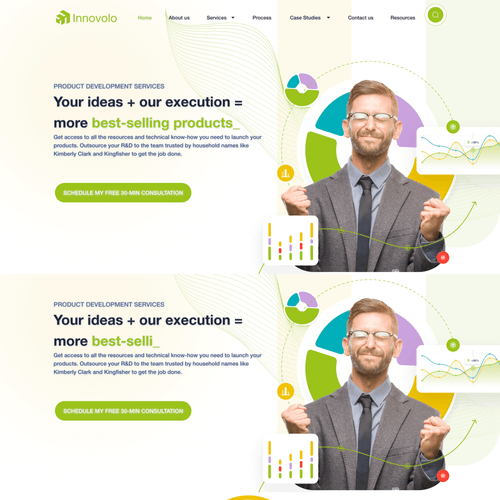 Innovolo
Home About us Services Process Case Studies Contact us Resources
PRODUCT DEVELOPMENT SERVICES
Your ideas + our execution =
more best-selling products_
Get access to all the resources and technical know-how you need to launch your
products. Outsource your R&D to the team trusted by household names like
Kimberly Clark and Kingfisher to get the job done.
SCHEDULE MY FREE 30-MIN CONSULTATION
PRODUCT DEVELOPMENT SERVICES
Your ideas + our execution =
more best-selli_
Get access to all the resources and technical know-how you need to launch your
products. Outsource your R&D to the team trusted by household names like
Kimberly Clark and Kingfisher to get the job done.
SCHEDULE MY FREE 30-MIN CONSULTATION